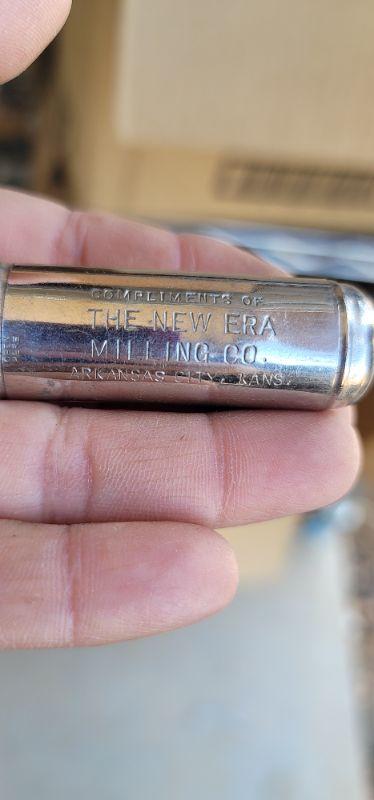 COMPLIMENTS OF
THE NEW ERA
MILLING CO.
ARKANSAS CITY, KANS.